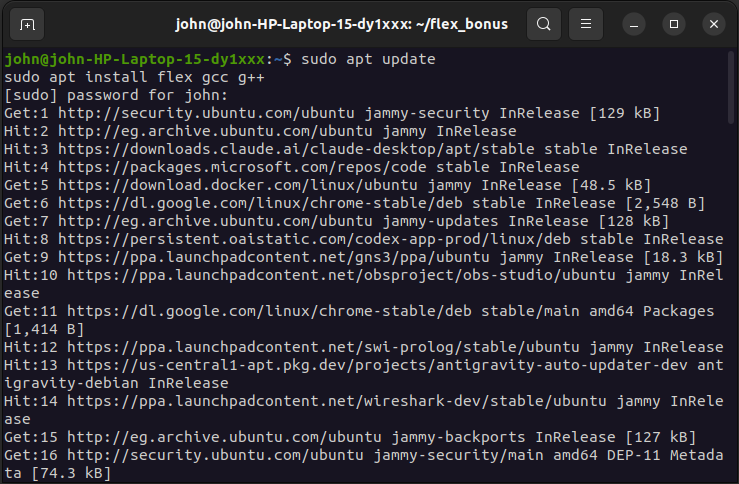 john@john-HP-Laptop-15-dy1xxx: ~/flex_bonus
john@john-HP-Laptop-15-dy1xxx:~$ sudo apt update
sudo apt install flex gcc g++
[sudo] password for john:
Get:1 http://security.ubuntu.com/ubuntu jammy-security InRelease [129 kB]
Hit:2 http://eg.archive.ubuntu.com/ubuntu jammy InRelease
Hit:3 https://downloads.claude.ai/claude-desktop/apt/stable stable InRelease
Hit:4 https://packages.microsoft.com/repos/code stable InRelease
Get:5 https://download.docker.com/linux/ubuntu jammy InRelease [48.5 kB]
Get:6 https://dl.google.com/linux/chrome-stable/deb stable InRelease [2,548 B]
Get:7 http://eg.archive.ubuntu.com/ubuntu jammy-updates InRelease [128 kB]
Hit:8 https://persistent.oaistatic.com/codex-app-prod/linux/deb stable InRelease
Get:9 https://ppa.launchpadcontent.net/gns3/ppa/ubuntu jammy InRelease [18.3 kB]
Hit:10 https://ppa.launchpadcontent.net/obsproject/obs-studio/ubuntu jammy InRel
ease
Get:11 https://dl.google.com/linux/chrome-stable/deb stable/main amd64 Packages
[1,414 B]
Hit:12 https://ppa.launchpadcontent.net/swi-prolog/stable/ubuntu jammy InRelease
Hit:13 https://us-central1-apt.pkg.dev/projects/antigravity-auto-updater-dev ant
igravity-debian InRelease
Hit:14 https://ppa.launchpadcontent.net/wireshark-dev/stable/ubuntu jammy InRele
ase
Get:15 http://eg.archive.ubuntu.com/ubuntu jammy-backports InRelease [127 kB]
Get:16 http://security.ubuntu.com/ubuntu jammy-security/main amd64 DEP-11 Metada
ta [74.3 kB]